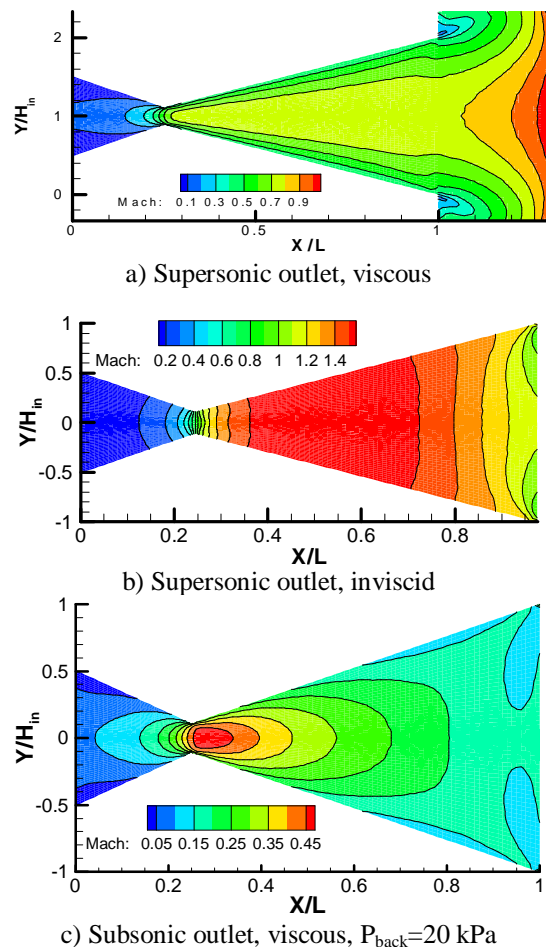 2
Y/H_in
1
0
Mach:
0.1 0.3 0.5 0.7 0.9
0 0.5 1
X / L
a) Supersonic outlet, viscous
1
Mach: 0.2 0.4 0.6 0.8 1 1.2 1.4
0.5
Y/H_in
0
-0.5
-1
0 0.2 0.4 0.6 0.8
X/L
b) Supersonic outlet, inviscid
1
0.5
Y/H_in
0
-0.5
Mach: 0.05 0.15 0.25 0.35 0.45
-1
0 0.2 0.4 0.6 0.8 1
X/L
c) Subsonic outlet, viscous, P_back=20 kPa